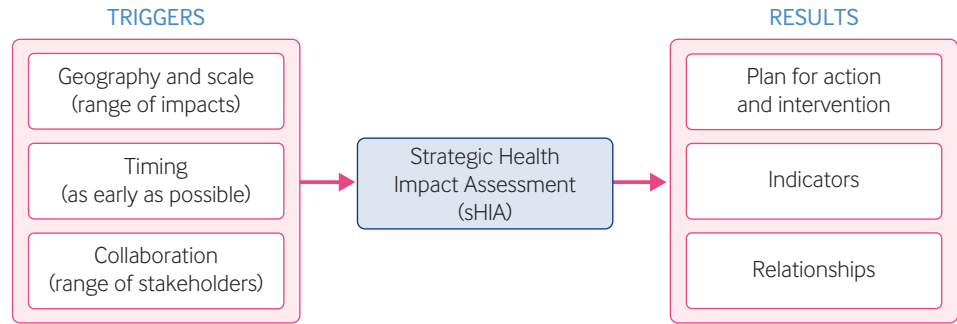 TRIGGERS
Geography and scale
(range of impacts)
Timing
(as early as possible)
Collaboration
(range of stakeholders)
Strategic Health
Impact Assessment
(sHIA)
RESULTS
Plan for action
and intervention
Indicators
Relationships